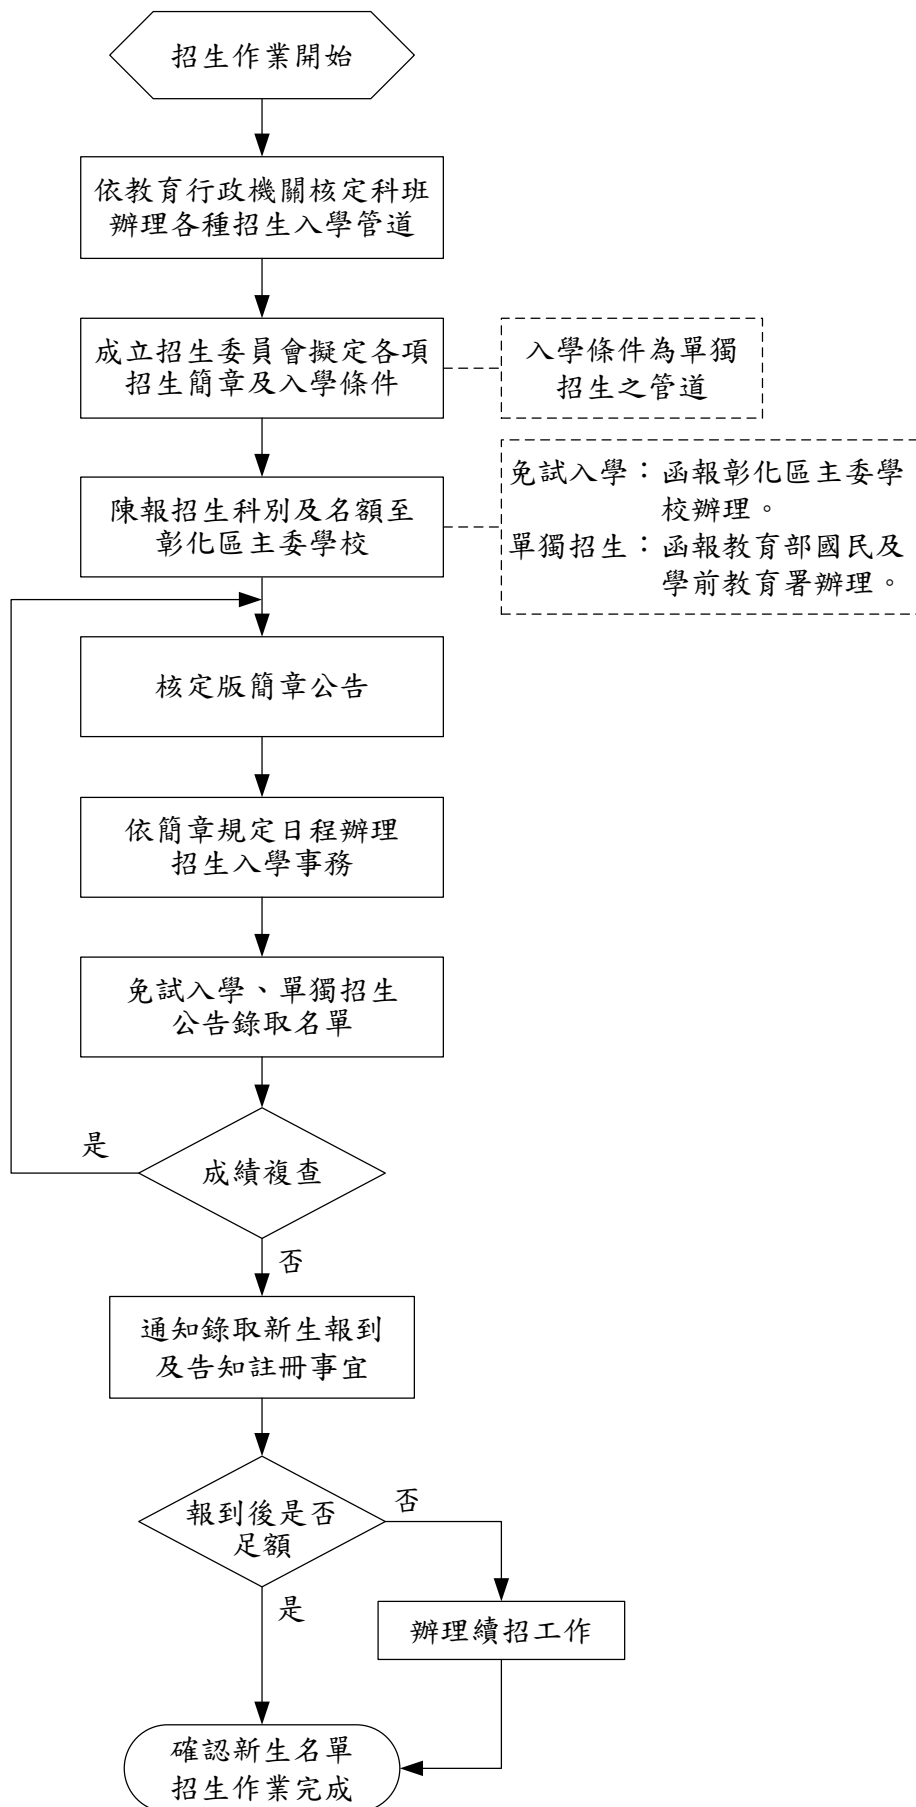 招生作業開始
依教育行政機關核定科班
辦理各種招生入學管道
成立招生委員會擬定各項
招生簡章及入學條件
入學條件為單獨
招生之管道
陳報招生科別及名額至
彰化區主委學校
免試入學：函報彰化區主委學
校辦理。
單獨招生：函報教育部國民及
學前教育署辦理。
核定版簡章公告
依簡章規定日程辦理
招生入學事務
免試入學、單獨招生
公告錄取名單
是
成績複查
否
通知錄取新生報到
及告知註冊事宜
報到後是否
足額
否
是
辦理續招工作
確認新生名單
招生作業完成